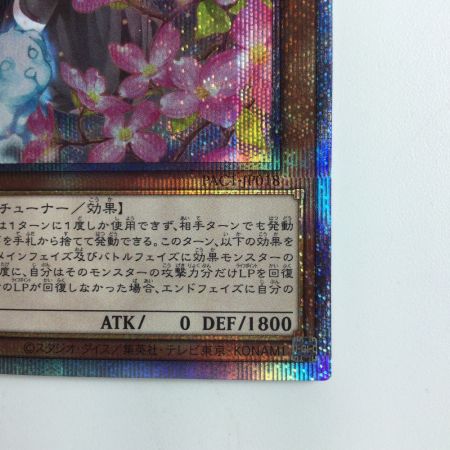 PAC1-JP018
チューナー／効果】
は1ターンに1度しか使用できず、相手ターンでも発動
を手札から捨てて発動できる。このターン、以下の効果を
メインフェイズ及びバトルフェイズに効果モンスターの
度に、自分はそのモンスターの攻撃力分だけLPを回復
のLPが回復しなかった場合、エンドフェイズに自分の
ATK/ 0 DEF/1800
©スタジオ・ダイス／集英社・テレビ東京・KONAMI